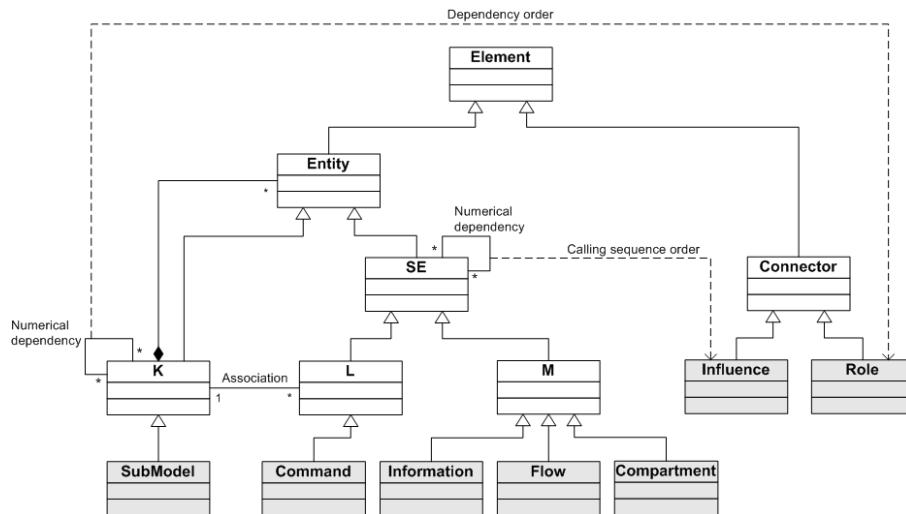 Dependency order
Element
Entity
*
Numerical
dependency
*
*
SE
Calling sequence order
Connector
Numerical
dependency
*
*
K
Association
1
*
L
M
Influence
Role
SubModel
Command
Information
Flow
Compartment